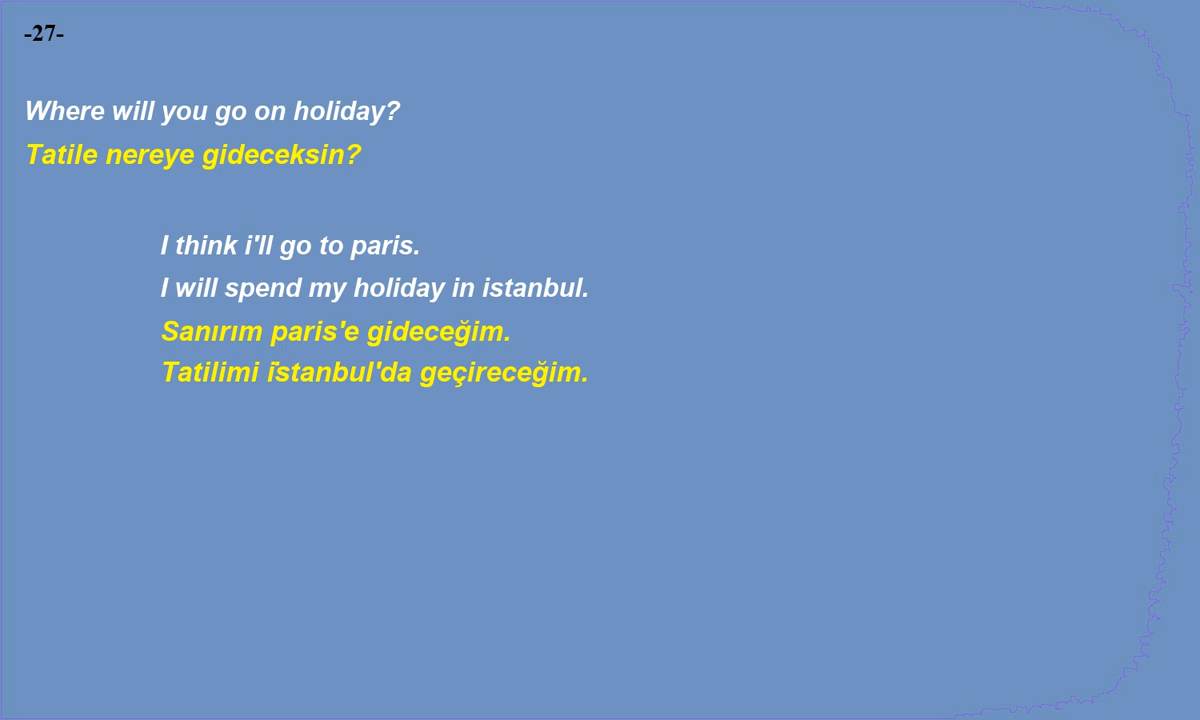 -27-
Where will you go on holiday?
Tatile nereye gideceksin?
I think i'll go to paris.
I will spend my holiday in istanbul.
Sanırım paris'e gideceğim.
Tatilimi i̇stanbul'da geçireceğim.